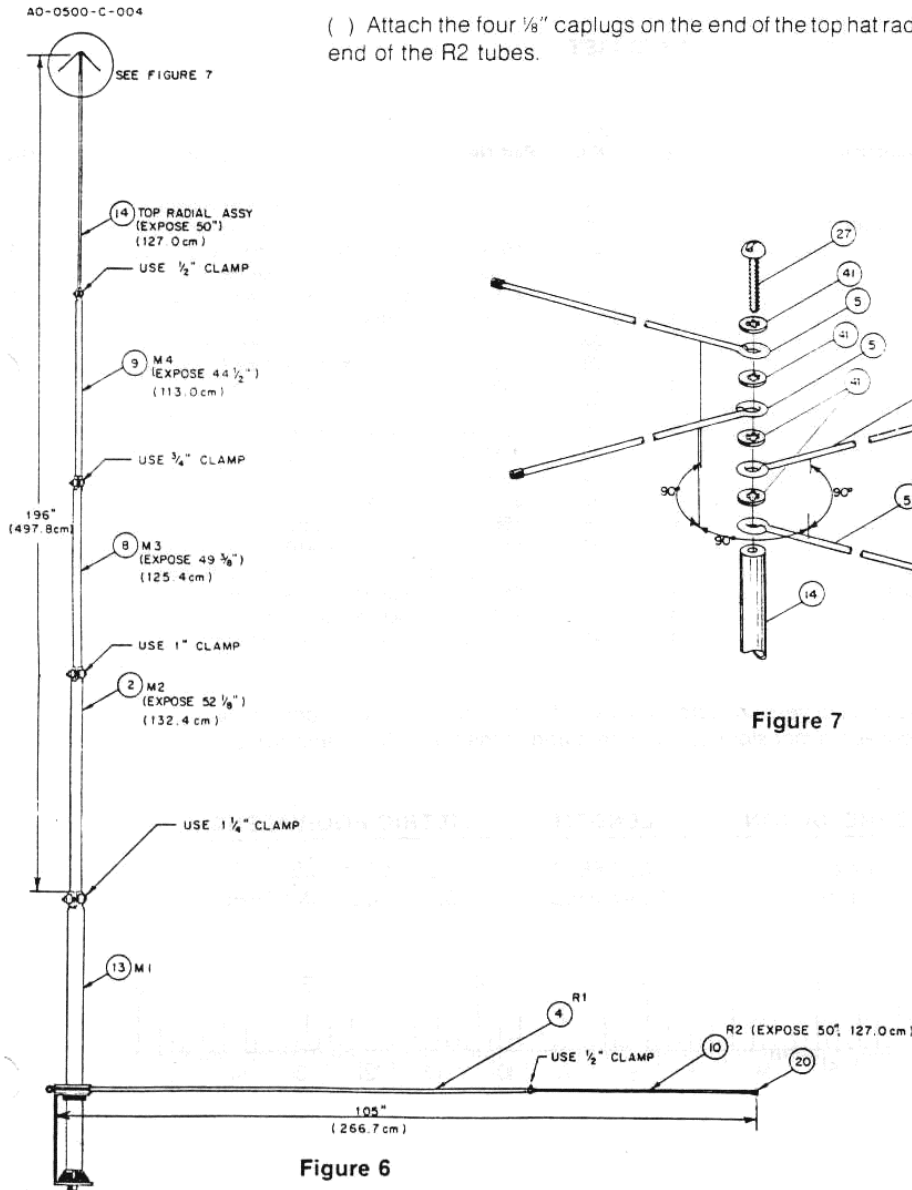 AO-0500-C-004
( ) Attach the four ⅛" caplugs on the end of the top hat rad
end of the R2 tubes.
SEE FIGURE 7
14 TOP RADIAL ASSY
(EXPOSE 50")
(127.0cm)
USE ½" CLAMP
9 M4
(EXPOSE 44 ½")
(113.0cm)
USE ¾" CLAMP
196"
(497.8cm)
8 M3
(EXPOSE 49 ⅜")
(125.4cm)
USE 1" CLAMP
2 M2
(EXPOSE 52 ⅛")
(132.4cm)
USE 1 ¼" CLAMP
13 M1
R1
4
R2 (EXPOSE 50", 127.0cm)
10
USE ½" CLAMP
20
105"
(266.7cm)
Figure 6
27
41
5
41
5
41
90°
90°
90°
5
14
Figure 7